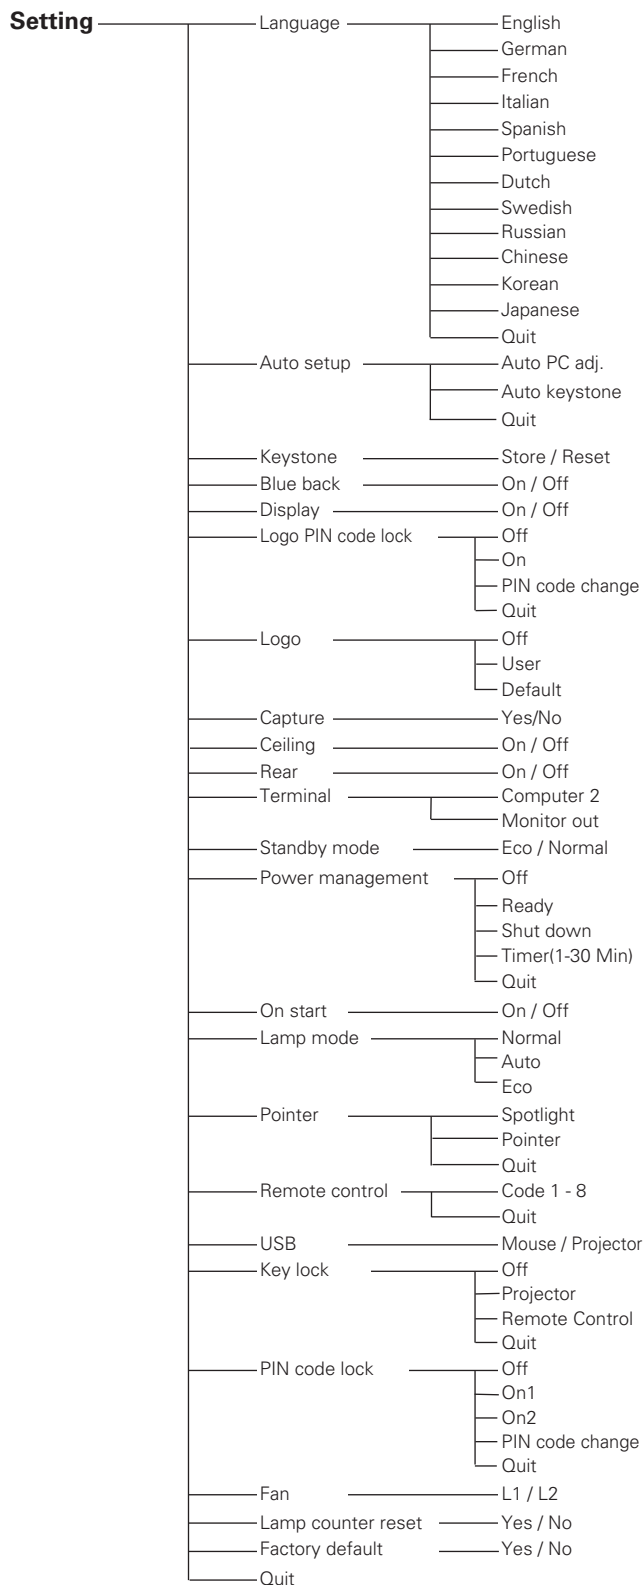 Setting Language English
German
French
Italian
Spanish
Portuguese
Dutch
Swedish
Russian
Chinese
Korean
Japanese
Quit
Auto setup Auto PC adj.
Auto keystone
Quit
Keystone Store / Reset
Blue back On / Off
Display On / Off
Logo PIN code lock Off
On
PIN code change
Quit
Logo Off
User
Default
Capture Yes/No
Ceiling On / Off
Rear On / Off
Terminal Computer 2
Monitor out
Standby mode Eco / Normal
Power management Off
Ready
Shut down
Timer(1-30 Min)
Quit
On start On / Off
Lamp mode Normal
Auto
Eco
Pointer Spotlight
Pointer
Quit
Remote control Code 1 - 8
Quit
USB Mouse / Projector
Key lock Off
Projector
Remote Control
Quit
PIN code lock Off
On1
On2
PIN code change
Quit
Fan L1 / L2
Lamp counter reset Yes / No
Factory default Yes / No
Quit